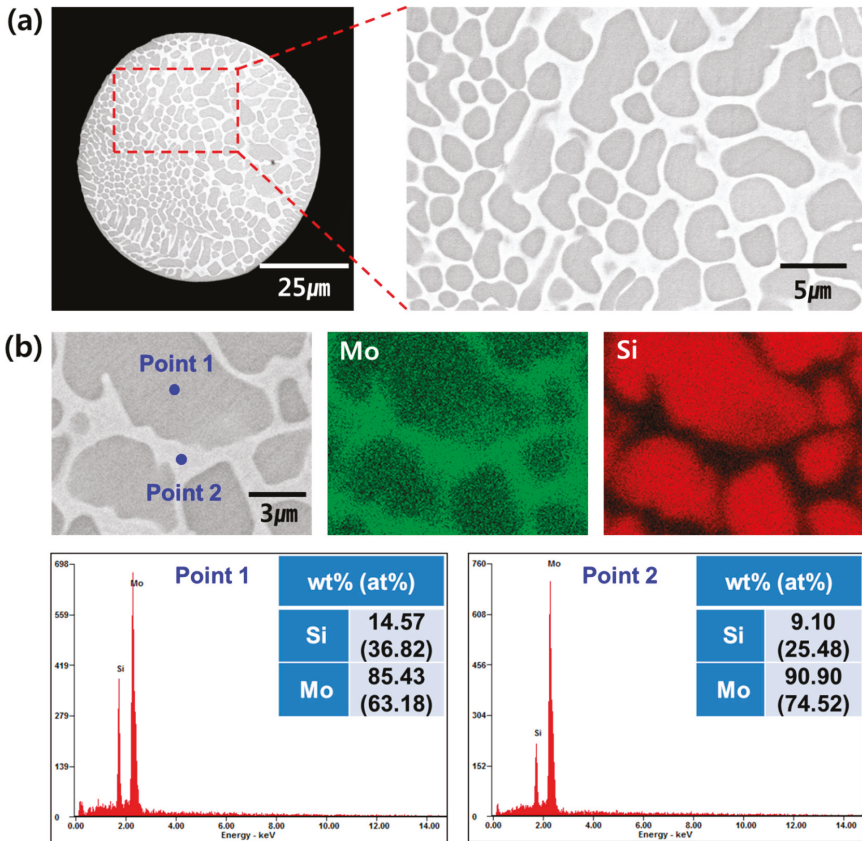 (a)
25㎛
5㎛
(b)
Point 1
Point 2
3㎛
Mo
Si
698
559
419
279
139
0
Mo
Si
Point 1
wt% (at%)
Si
14.57
(36.82)
Mo
85.43
(63.18)
0.00 2.00 4.00 6.00 8.00 10.00 12.00 14.00
Energy - keV
760
608
456
304
152
0
Mo
Si
Point 2
wt% (at%)
Si
9.10
(25.48)
Mo
90.90
(74.52)
0.00 2.00 4.00 6.00 8.00 10.00 12.00 14.00
Energy - keV